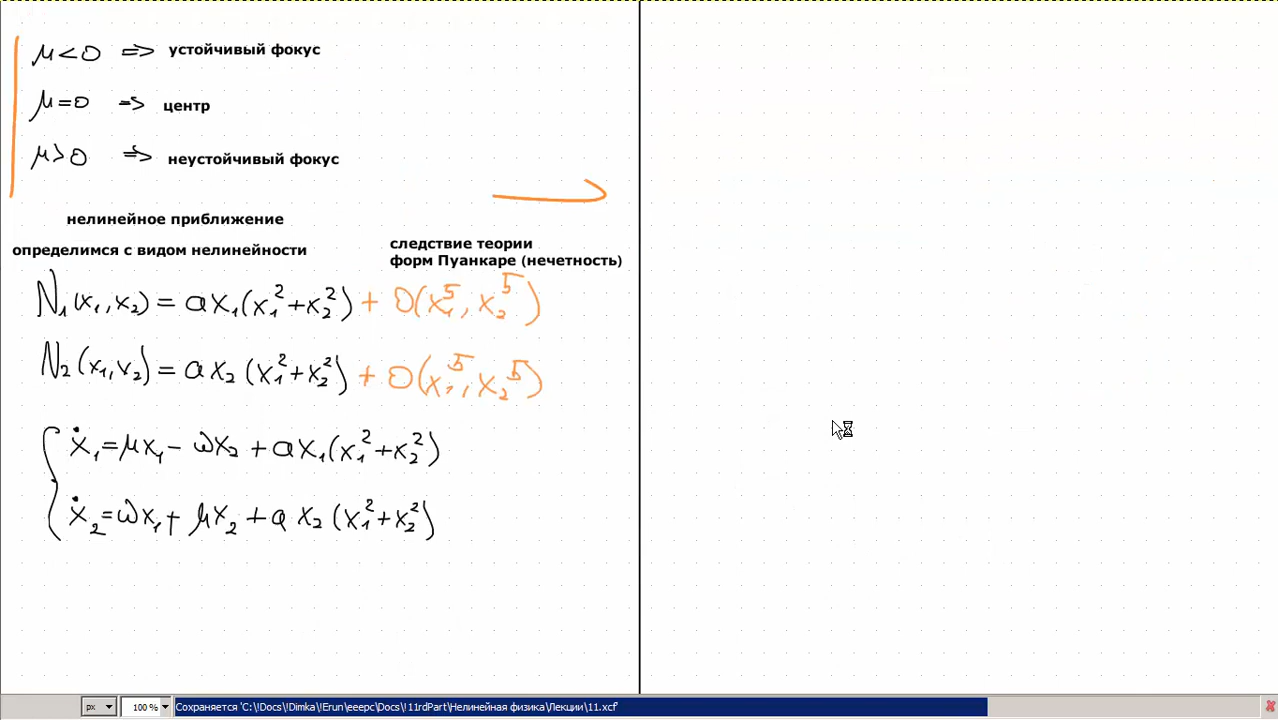 μ<0 => устойчивый фокус
μ=0 => центр
μ>0 => неустойчивый фокус
нелинейное приближение
определимся с видом нелинейности
следствие теории
форм Пуанкаре (нечетность)
N₁(x₁,x₂) = ax₁(x₁²+x₂²) + O(x₁⁵, x₂⁵)
N₂(x₁,x₂) = ax₂(x₁²+x₂²) + O(x₁⁵, x₂⁵)
ẋ₁=μx₁-ωx₂+ax₁(x₁²+x₂²)
ẋ₂=ωx₁+μx₂+ax₂(x₁²+x₂²)
px 100 % Сохраняется 'C:\!Docs\!Dimka\!Erun\eeepc\Docs\!11rdPart\Нелинейная физика\Лекции\11.xcf'